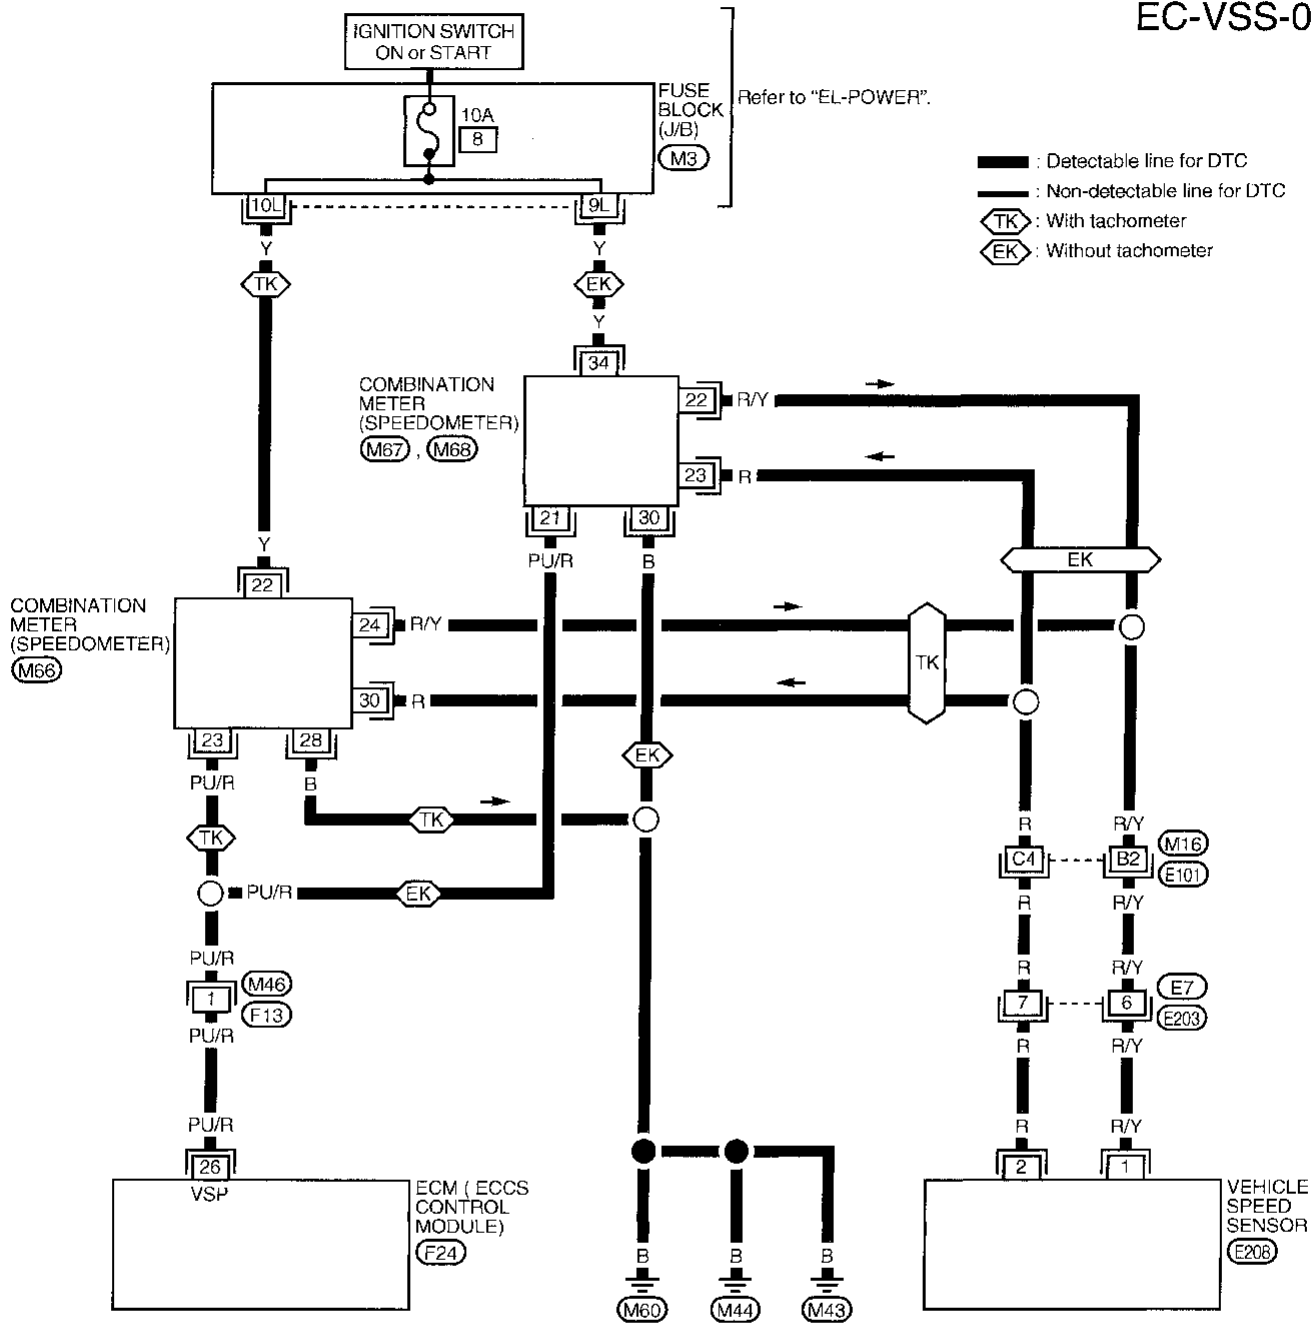 EC-VSS-0
IGNITION SWITCH
ON or START
FUSE
BLOCK
(J/B)
M3
Refer to "EL-POWER".
10A
8
: Detectable line for DTC
: Non-detectable line for DTC
TK : With tachometer
EK : Without tachometer
10L
9L
Y
Y
TK
EK
Y
34
COMBINATION
METER
(SPEEDOMETER)
M67 , M68
22 R/Y
23 R
21
30
PU/R
B
EK
Y
22
COMBINATION
METER
(SPEEDOMETER)
M66
24 R/Y
30 R
TK
23
28
PU/R
B
EK
TK
TK
PU/R
EK
R
R/Y
C4
B2
M16
E101
R
R/Y
PU/R
1
M46
F13
PU/R
R
R/Y
7
6
E7
E203
R
R/Y
PU/R
26
VSP
ECM ( ECCS
CONTROL
MODULE)
F24
B
B
B
M60
M44
M43
R
R/Y
2
1
VEHICLE
SPEED
SENSOR
E208